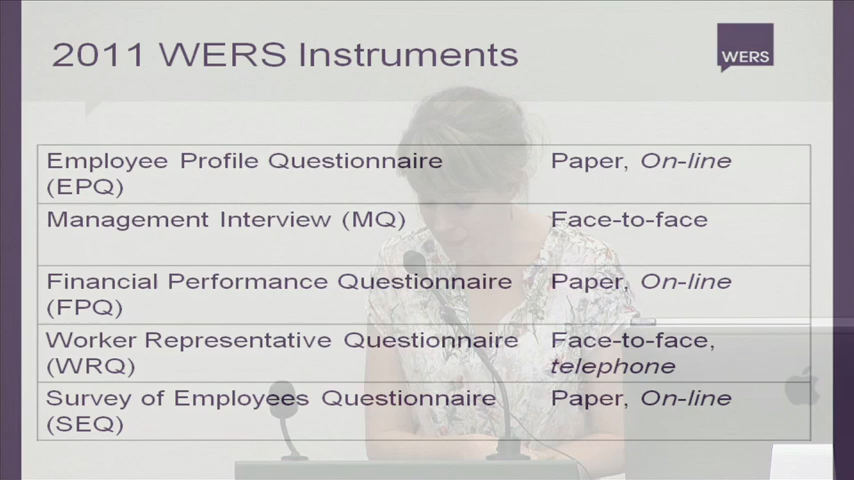 2011 WERS Instruments
WERS
Employee Profile Questionnaire
(EPQ)
Paper, On-line
Management Interview (MQ)
Face-to-face
Financial Performance Questionnaire
(FPQ)
Paper, On-line
Worker Representative Questionnaire
(WRQ)
Face-to-face,
telephone
Survey of Employees Questionnaire
(SEQ)
Paper, On-line